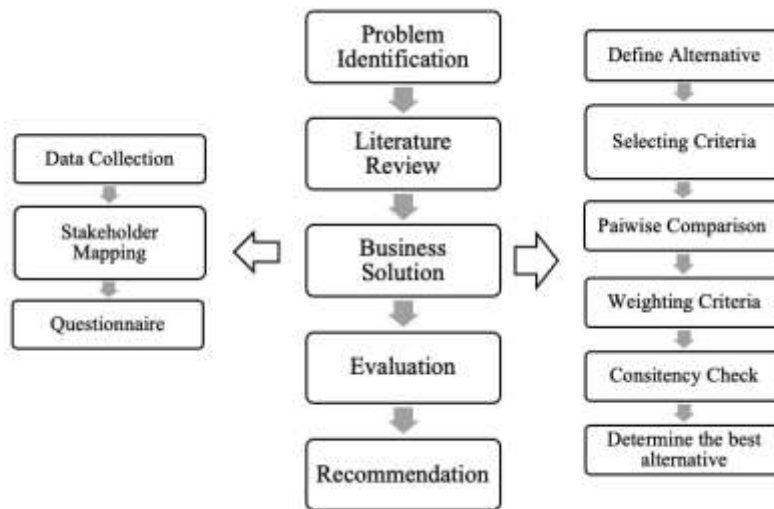 Problem
Identification
Literature
Review
Business
Solution
Evaluation
Recommendation
Data Collection
Stakeholder
Mapping
Questionnaire
Define Alternative
Selecting Criteria
Paiwise Comparison
Weighting Criteria
Consitency Check
Determine the best
alternative